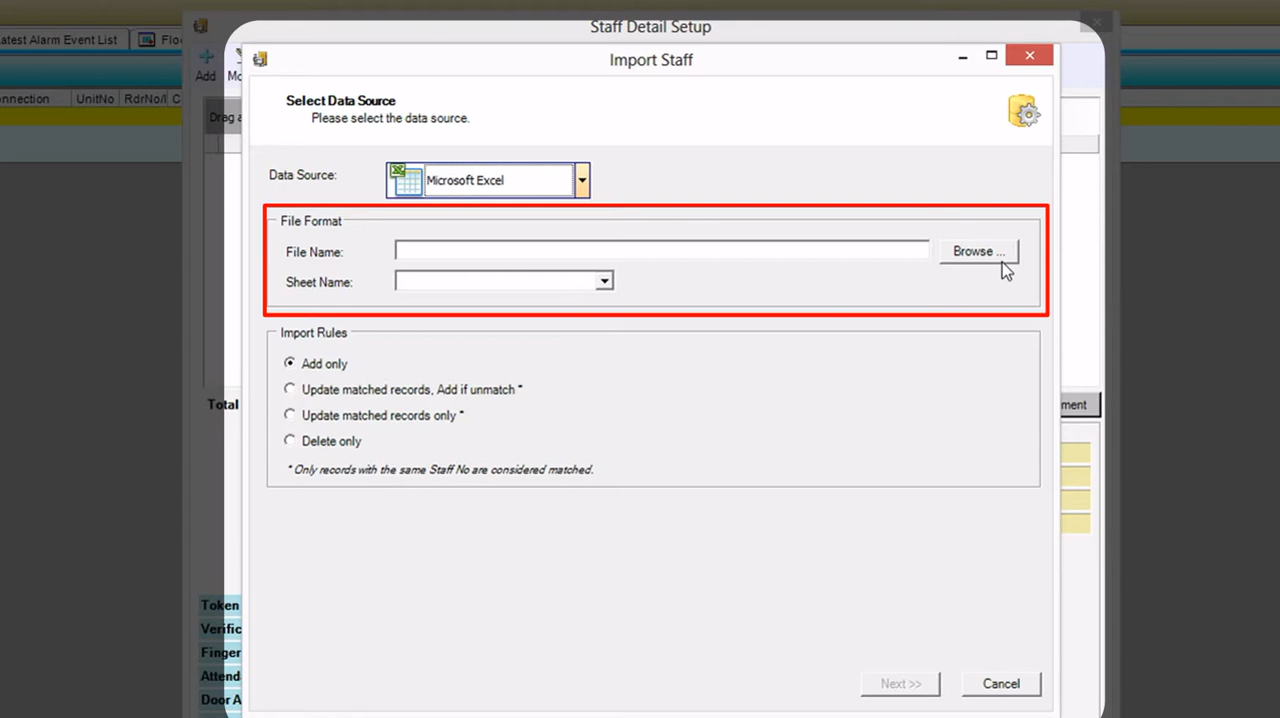 Staff Detail Setup
atest Alarm Event List
Floo
Import Staff
Add
Mo
nnection UnitNo RdrNo/I C
Drag a
Select Data Source
Please select the data source.
Data Source: Microsoft Excel
File Format
File Name: Browse ...
Sheet Name:
Import Rules
Add only
Update matched records, Add if unmatch *
Update matched records only *
Delete only
* Only records with the same Staff No are considered matched.
Total
ment
Token
Verific
Finger
Attend
Door A
Next >> Cancel